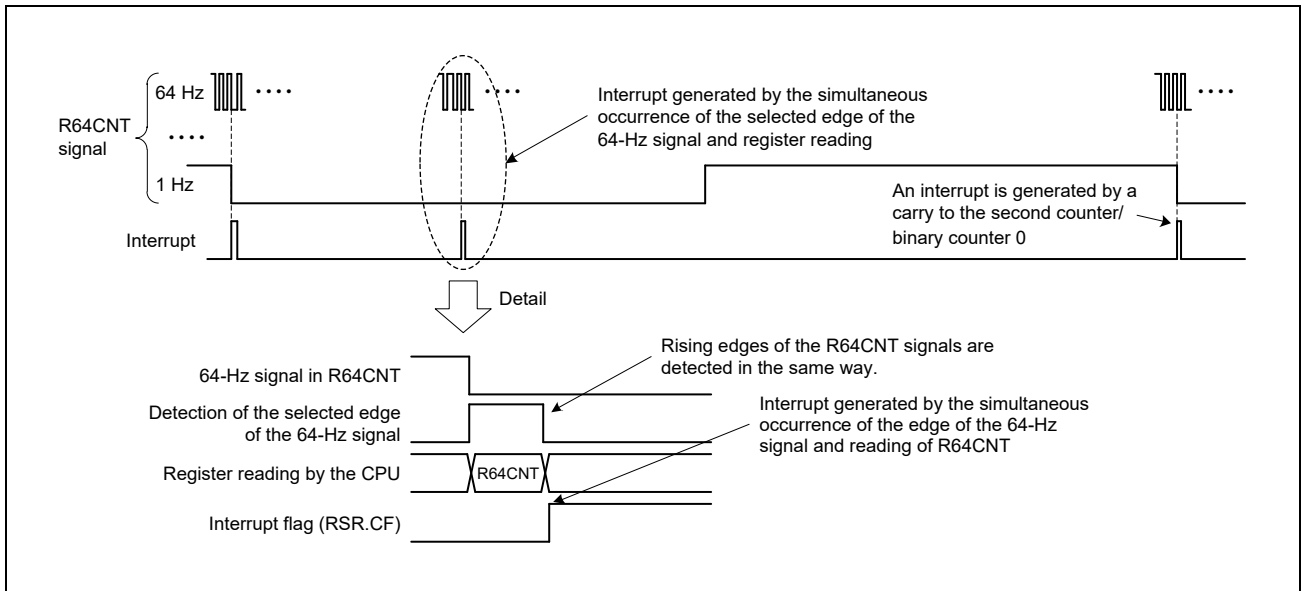 64 Hz
• • • •
R64CNT
signal
• • • •
1 Hz
Interrupt
• • • •
Interrupt generated by the simultaneous
occurrence of the selected edge of the
64-Hz signal and register reading
• • • •
An interrupt is generated by a
carry to the second counter/
binary counter 0
Detail
64-Hz signal in R64CNT
Rising edges of the R64CNT signals are
detected in the same way.
Detection of the selected edge
of the 64-Hz signal
Interrupt generated by the simultaneous
occurrence of the edge of the 64-Hz
signal and reading of R64CNT
Register reading by the CPU
R64CNT
Interrupt flag (RSR.CF)